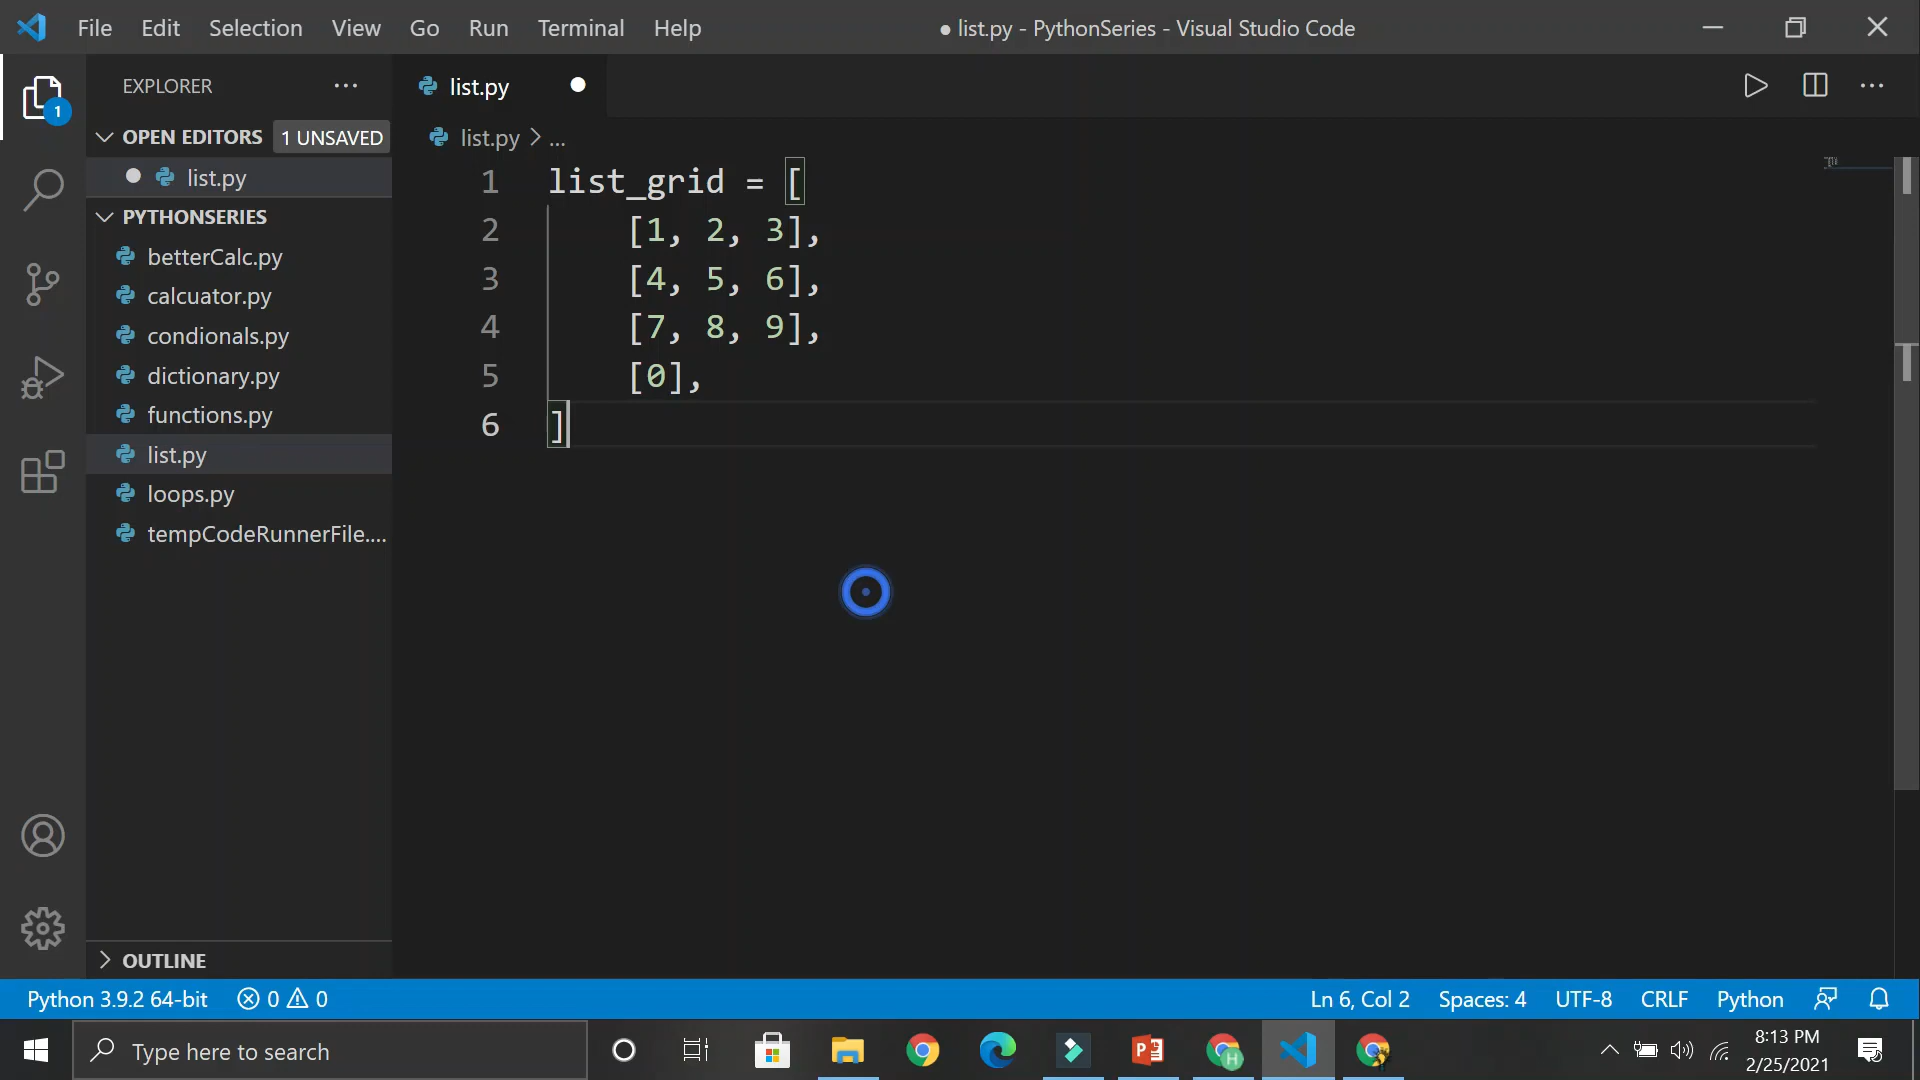 File Edit Selection View Go Run Terminal Help
● list.py - PythonSeries - Visual Studio Code
EXPLORER
1
OPEN EDITORS 1 UNSAVED
list.py
PYTHONSERIES
betterCalc.py
calcuator.py
condionals.py
dictionary.py
functions.py
list.py
loops.py
tempCodeRunnerFile....
OUTLINE
list.py
list.py > ...
1 list_grid = [
2 [1, 2, 3],
3 [4, 5, 6],
4 [7, 8, 9],
5 [0],
6 ]
Python 3.9.2 64-bit 0 0
Ln 6, Col 2 Spaces: 4 UTF-8 CRLF Python
Type here to search
8:13 PM
2/25/2021